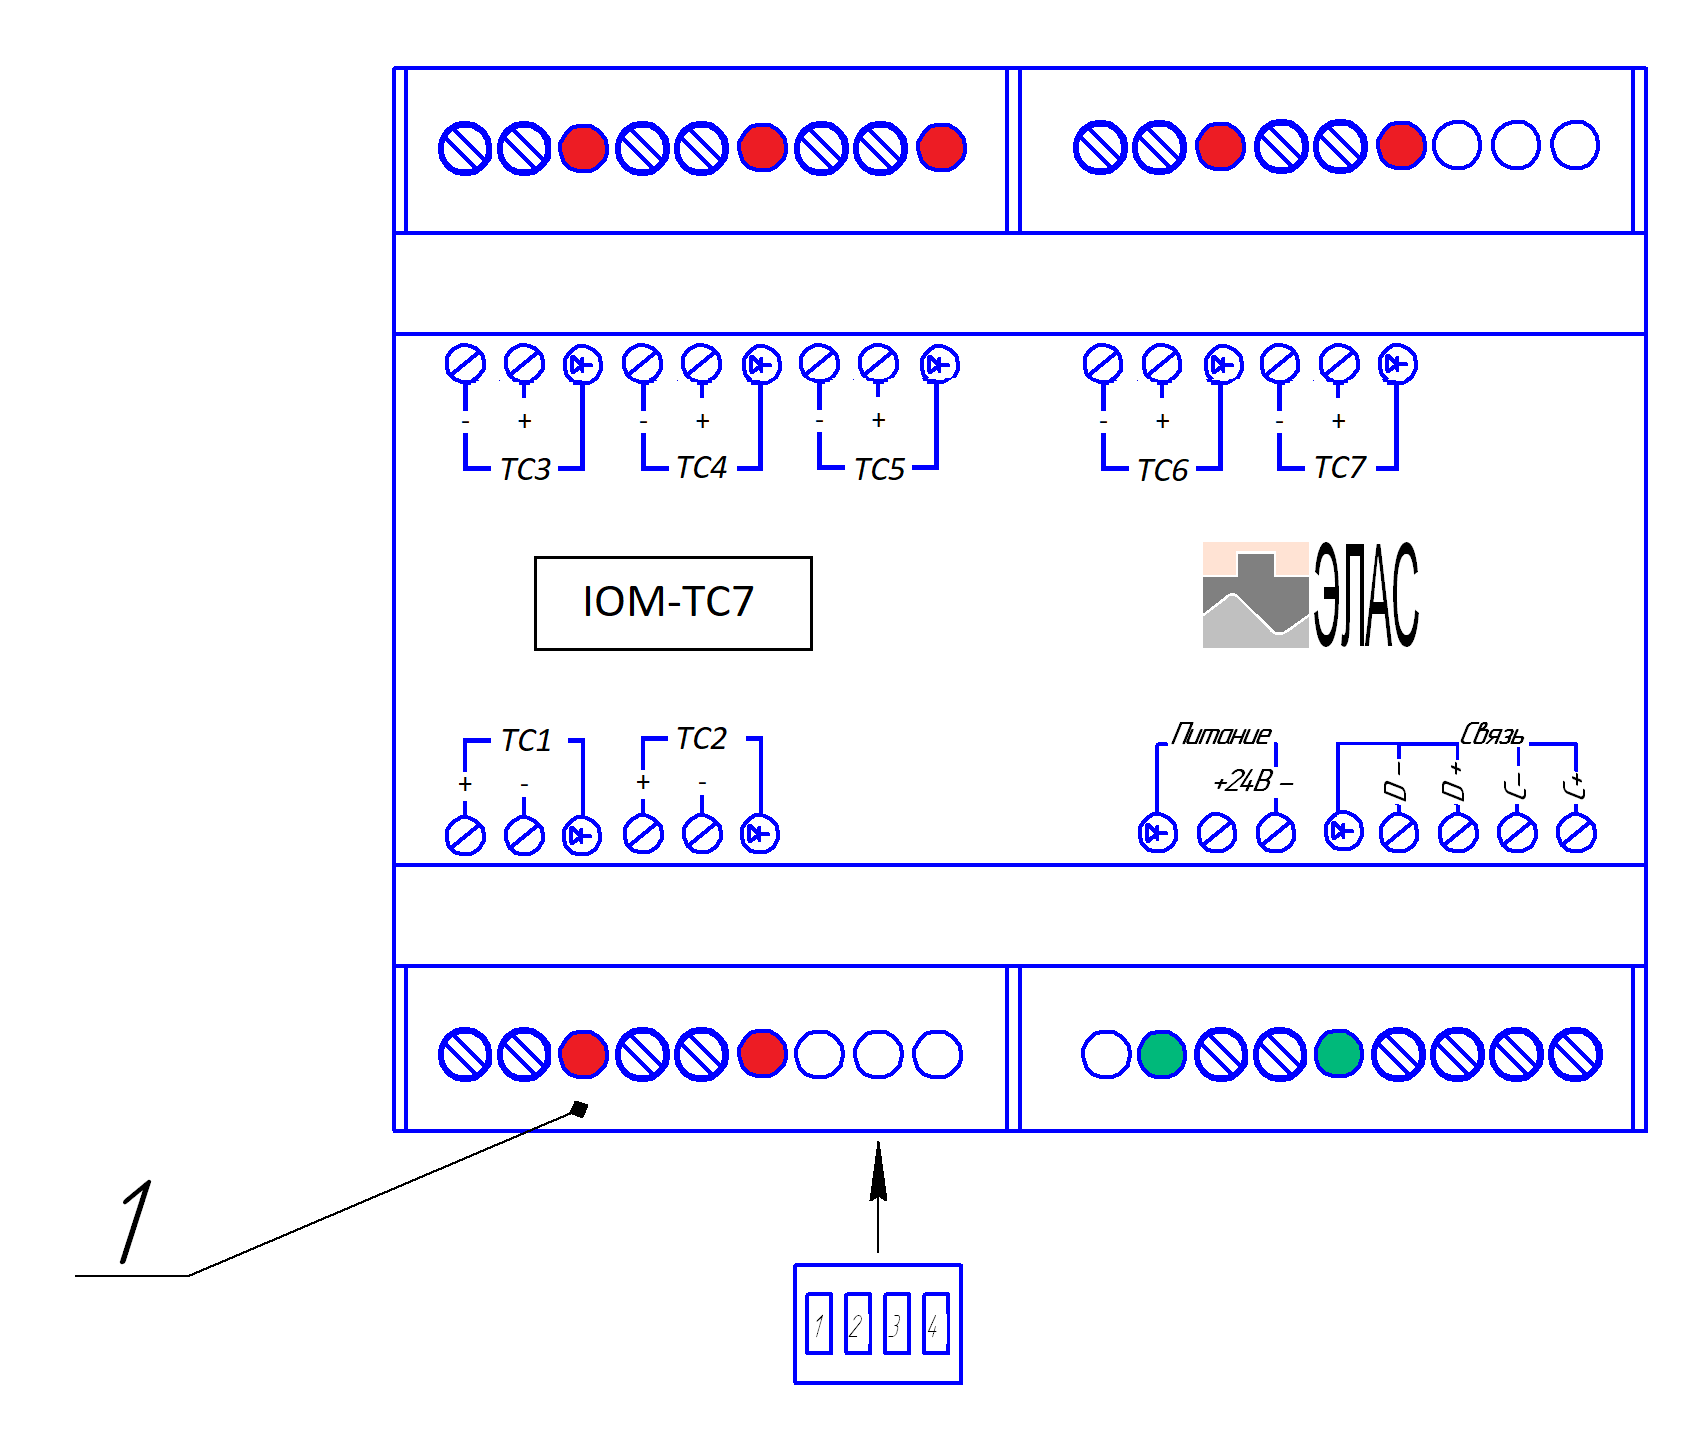 - + - + - + - + - +
TC3 TC4 TC5 TC6 TC7
IOM-TC7
ЭЛАС
TC1 TC2 Питание Связь
+ - + - +24В – D – D + C – C +
1
1 2 3 4